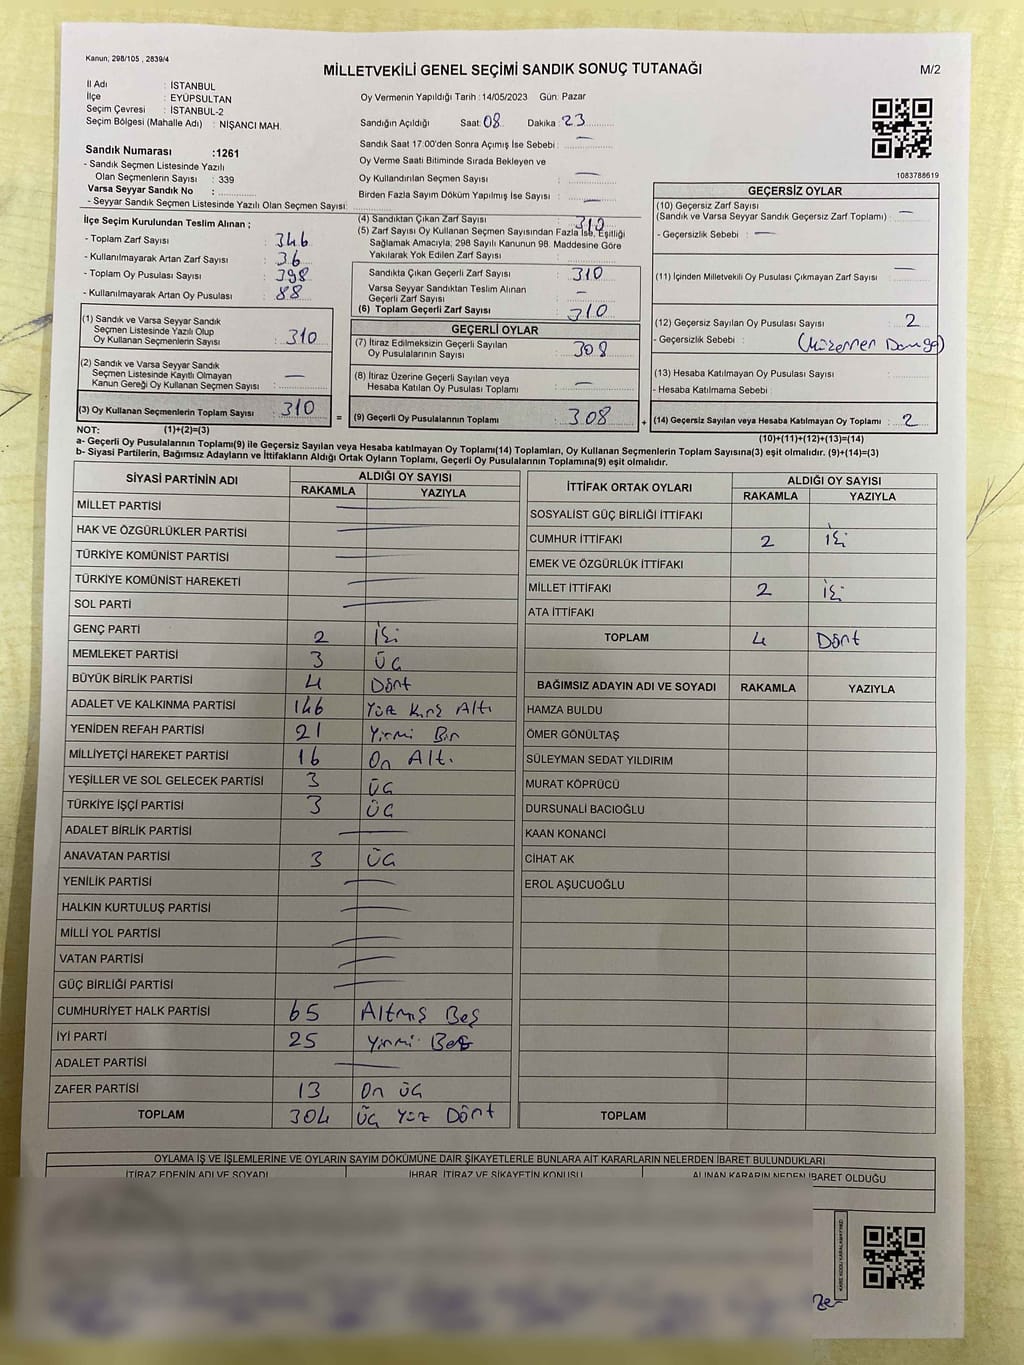 Kanun; 298/105 , 2839/4
MİLLETVEKİLİ GENEL SEÇİMİ SANDIK SONUÇ TUTANAĞI
M/2
İl Adı : İSTANBUL
İlçe : EYÜPSULTAN
Seçim Çevresi : İSTANBUL-2
Seçim Bölgesi (Mahalle Adı) : NİŞANCI MAH.
Sandık Numarası :1261
- Sandık Seçmen Listesinde Yazılı
Olan Seçmenlerin Sayısı : 339
Varsa Seyyar Sandık No :
- Seyyar Sandık Seçmen Listesinde Yazılı Olan Seçmen Sayısı:
Oy Vermenin Yapıldığı Tarih :14/05/2023 Gün: Pazar
Sandığın Açıldığı Saat: 08 Dakika : 23
Sandık Saat 17.00'den Sonra Açımış İse Sebebi : —
Oy Verme Saati Bitiminde Sırada Bekleyen ve
Oy Kullandırılan Seçmen Sayısı : —
Birden Fazla Sayım Döküm Yapılmış İse Sayısı : —
1083788619
İlçe Seçim Kurulundan Teslim Alınan ;
- Toplam Zarf Sayısı : 346
- Kullanılmayarak Artan Zarf Sayısı : 36
- Toplam Oy Pusulası Sayısı : 398
- Kullanılmayarak Artan Oy Pusulası : 88
(1) Sandık ve Varsa Seyyar Sandık
Seçmen Listesinde Yazılı Olup
Oy Kullanan Seçmenlerin Sayısı : 310
(2) Sandık ve Varsa Seyyar Sandık
Seçmen Listesinde Kayıtlı Olmayan
Kanun Gereği Oy Kullanan Seçmen Sayısı : —
(3) Oy Kullanan Seçmenlerin Toplam Sayısı : 310 =
(4) Sandıktan Çıkan Zarf Sayısı : 310
(5) Zarf Sayısı Oy Kullanan Seçmen Sayısından Fazla İse, Eşitliği
Sağlamak Amacıyla; 298 Sayılı Kanunun 98. Maddesine Göre
Yakılarak Yok Edilen Zarf Sayısı :
Sandıkta Çıkan Geçerli Zarf Sayısı : 310
Varsa Seyyar Sandıktan Teslim Alınan
Geçerli Zarf Sayısı : —
(6) Toplam Geçerli Zarf Sayısı : 310
GEÇERLİ OYLAR
(7) İtiraz Edilmeksizin Geçerli Sayılan
Oy Pusulalarının Sayısı : 308
(8) İtiraz Üzerine Geçerli Sayılan veya
Hesaba Katılan Oy Pusulası Toplamı : —
(9) Geçerli Oy Pusulalarının Toplamı : 308 +
GEÇERSİZ OYLAR
(10) Geçersiz Zarf Sayısı
(Sandık ve Varsa Seyyar Sandık Geçersiz Zarf Toplamı) : —
- Geçersizlik Sebebi : —
(11) İçinden Milletvekili Oy Pusulası Çıkmayan Zarf Sayısı : —
(12) Geçersiz Sayılan Oy Pusulası Sayısı : 2
- Geçersizlik Sebebi :
(13) Hesaba Katılmayan Oy Pusulası Sayısı :
- Hesaba Katılmama Sebebi :
(14) Geçersiz Sayılan veya Hesaba Katılmayan Oy Toplamı : 2
NOT: (1)+(2)=(3)
(10)+(11)+(12)+(13)=(14)
a- Geçerli Oy Pusulalarının Toplamı(9) ile Geçersiz Sayılan veya Hesaba katılmayan Oy Toplamı(14) Toplamları, Oy Kullanan Seçmenlerin Toplam Sayısına(3) eşit olmalıdır. (9)+(14)=(3)
b- Siyasi Partilerin, Bağımsız Adayların ve İttifakların Aldığı Ortak Oyların Toplamı, Geçerli Oy Pusulalarının Toplamına(9) eşit olmalıdır.
SİYASİ PARTİNİN ADI ALDIĞI OY SAYISI
RAKAMLA YAZIYLA
MİLLET PARTİSİ —
HAK VE ÖZGÜRLÜKLER PARTİSİ —
TÜRKİYE KOMÜNİST PARTİSİ —
TÜRKİYE KOMÜNİST HAREKETİ —
SOL PARTİ —
GENÇ PARTİ 2 İki
MEMLEKET PARTİSİ 3 Üç
BÜYÜK BİRLİK PARTİSİ 4 Dört
ADALET VE KALKINMA PARTİSİ 146 Yüz Kırk Altı
YENİDEN REFAH PARTİSİ 21 Yirmi Bir
MİLLİYETÇİ HAREKET PARTİSİ 16 On Altı
YEŞİLLER VE SOL GELECEK PARTİSİ 3 Üç
TÜRKİYE İŞÇİ PARTİSİ 3 Üç
ADALET BİRLİK PARTİSİ —
ANAVATAN PARTİSİ 3 Üç
YENİLİK PARTİSİ —
HALKIN KURTULUŞ PARTİSİ —
MİLLİ YOL PARTİSİ —
VATAN PARTİSİ —
GÜÇ BİRLİĞİ PARTİSİ —
CUMHURİYET HALK PARTİSİ 65 Altmış Beş
İYİ PARTİ 25 Yirmi Beş
ADALET PARTİSİ —
ZAFER PARTİSİ 13 On Üç
TOPLAM 304 Üç Yüz Dört
İTTİFAK ORTAK OYLARI ALDIĞI OY SAYISI
RAKAMLA YAZIYLA
SOSYALİST GÜÇ BİRLİĞİ İTTİFAKI
CUMHUR İTTİFAKI 2 İki
EMEK VE ÖZGÜRLÜK İTTİFAKI
MİLLET İTTİFAKI 2 İki
ATA İTTİFAKI
TOPLAM 4 Dört
BAĞIMSIZ ADAYIN ADI VE SOYADI RAKAMLA YAZIYLA
HAMZA BULDU
ÖMER GÖNÜLTAŞ
SÜLEYMAN SEDAT YILDIRIM
MURAT KÖPRÜCÜ
DURSUNALİ BACIOĞLU
KAAN KONANCİ
CİHAT AK
EROL AŞUCUOĞLU
TOPLAM
OYLAMA İŞ VE İŞLEMLERİNE VE OYLARIN SAYIM DÖKÜMÜNE DAİR ŞİKAYETLERLE BUNLARA AİT KARARLARIN NELERDEN İBARET BULUNDUKLARI
İTİRAZ EDENİN ADI VE SOYADI İHBAR, İTİRAZ VE ŞİKAYETİN KONUSU ALINAN KARARIN NEDEN İBARET OLDUĞU